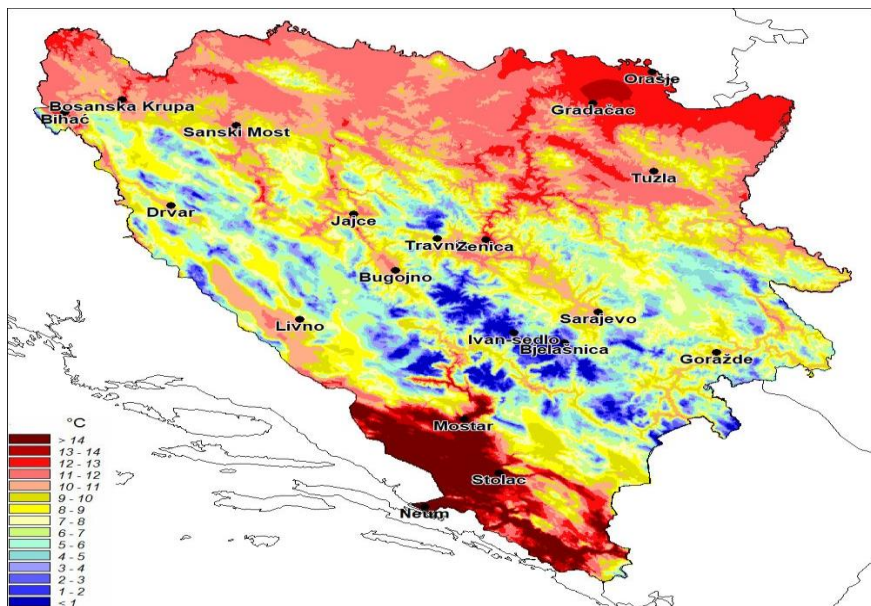 Orašje
Bosanska Krupa
Gradačac
Bihać
Sanski Most
Tuzla
Drvar
Jajce
Travnik
Zenica
Bugojno
Sarajevo
Livno
Ivan-sedlo
Bjelašnica
Goražde
Mostar
Stolac
Neum
°C
> 14
13 - 14
12 - 13
11 - 12
10 - 11
9 - 10
8 - 9
7 - 8
6 - 7
5 - 6
4 - 5
3 - 4
2 - 3
1 - 2
< 1